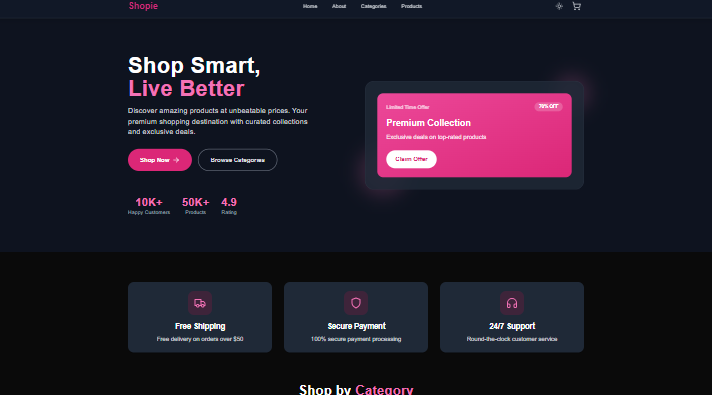 Shopie
Home
About
Categories
Products
Shop Smart,
Live Better
Discover amazing products at unbeatable prices. Your
premium shopping destination with curated collections
and exclusive deals.
Shop Now →
Browse Categories
10K+
Happy Customers
50K+
Products
4.9
Rating
Limited Time Offer
70% OFF
Premium Collection
Exclusive deals on top-rated products
Claim Offer
Free Shipping
Free delivery on orders over $50
Secure Payment
100% secure payment processing
24/7 Support
Round-the-clock customer service
Shop by Category